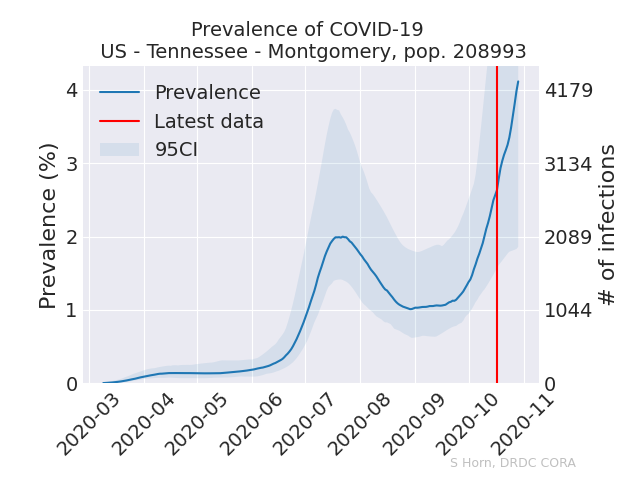 Prevalence of COVID-19
US - Tennessee - Montgomery, pop. 208993
Prevalence
Latest data
95CI
Prevalence (%)
4
3
2
1
0
4179
3134
2089
1044
0
# of infections
2020-03
2020-04
2020-05
2020-06
2020-07
2020-08
2020-09
2020-10
2020-11
S Horn, DRDC CORA